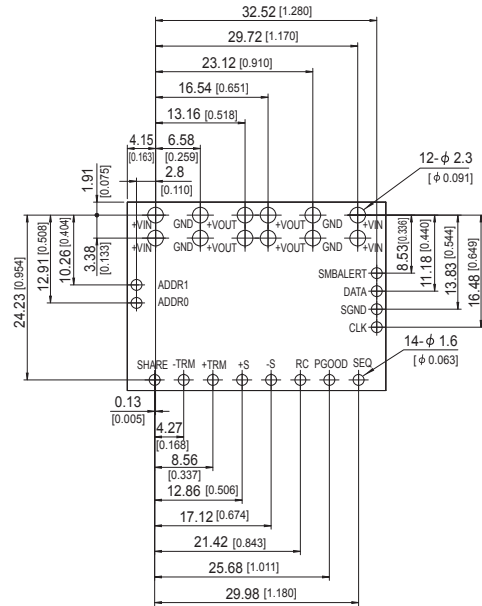 32.52 [1.280]
29.72 [1.170]
23.12 [0.910]
16.54 [0.651]
13.16 [0.518]
4.15 [0.163]
6.58 [0.259]
2.8 [0.110]
1.91 [0.075]
12-ϕ 2.3
[ϕ 0.091]
+VIN GND +VOUT +VOUT GND +VIN
+VIN GND +VOUT +VOUT GND +VIN
24.23 [0.954]
12.91 [0.508]
10.26 [0.404]
3.38 [0.133]
8.53 [0.336]
11.18 [0.440]
13.83 [0.544]
16.48 [0.649]
SMBALERT
ADDR1
DATA
ADDR0
SGND
CLK
14-ϕ 1.6
[ϕ 0.063]
SHARE -TRM +TRM +S -S RC PGOOD SEQ
0.13
[0.005]
4.27
[0.168]
8.56
[0.337]
12.86 [0.506]
17.12 [0.674]
21.42 [0.843]
25.68 [1.011]
29.98 [1.180]